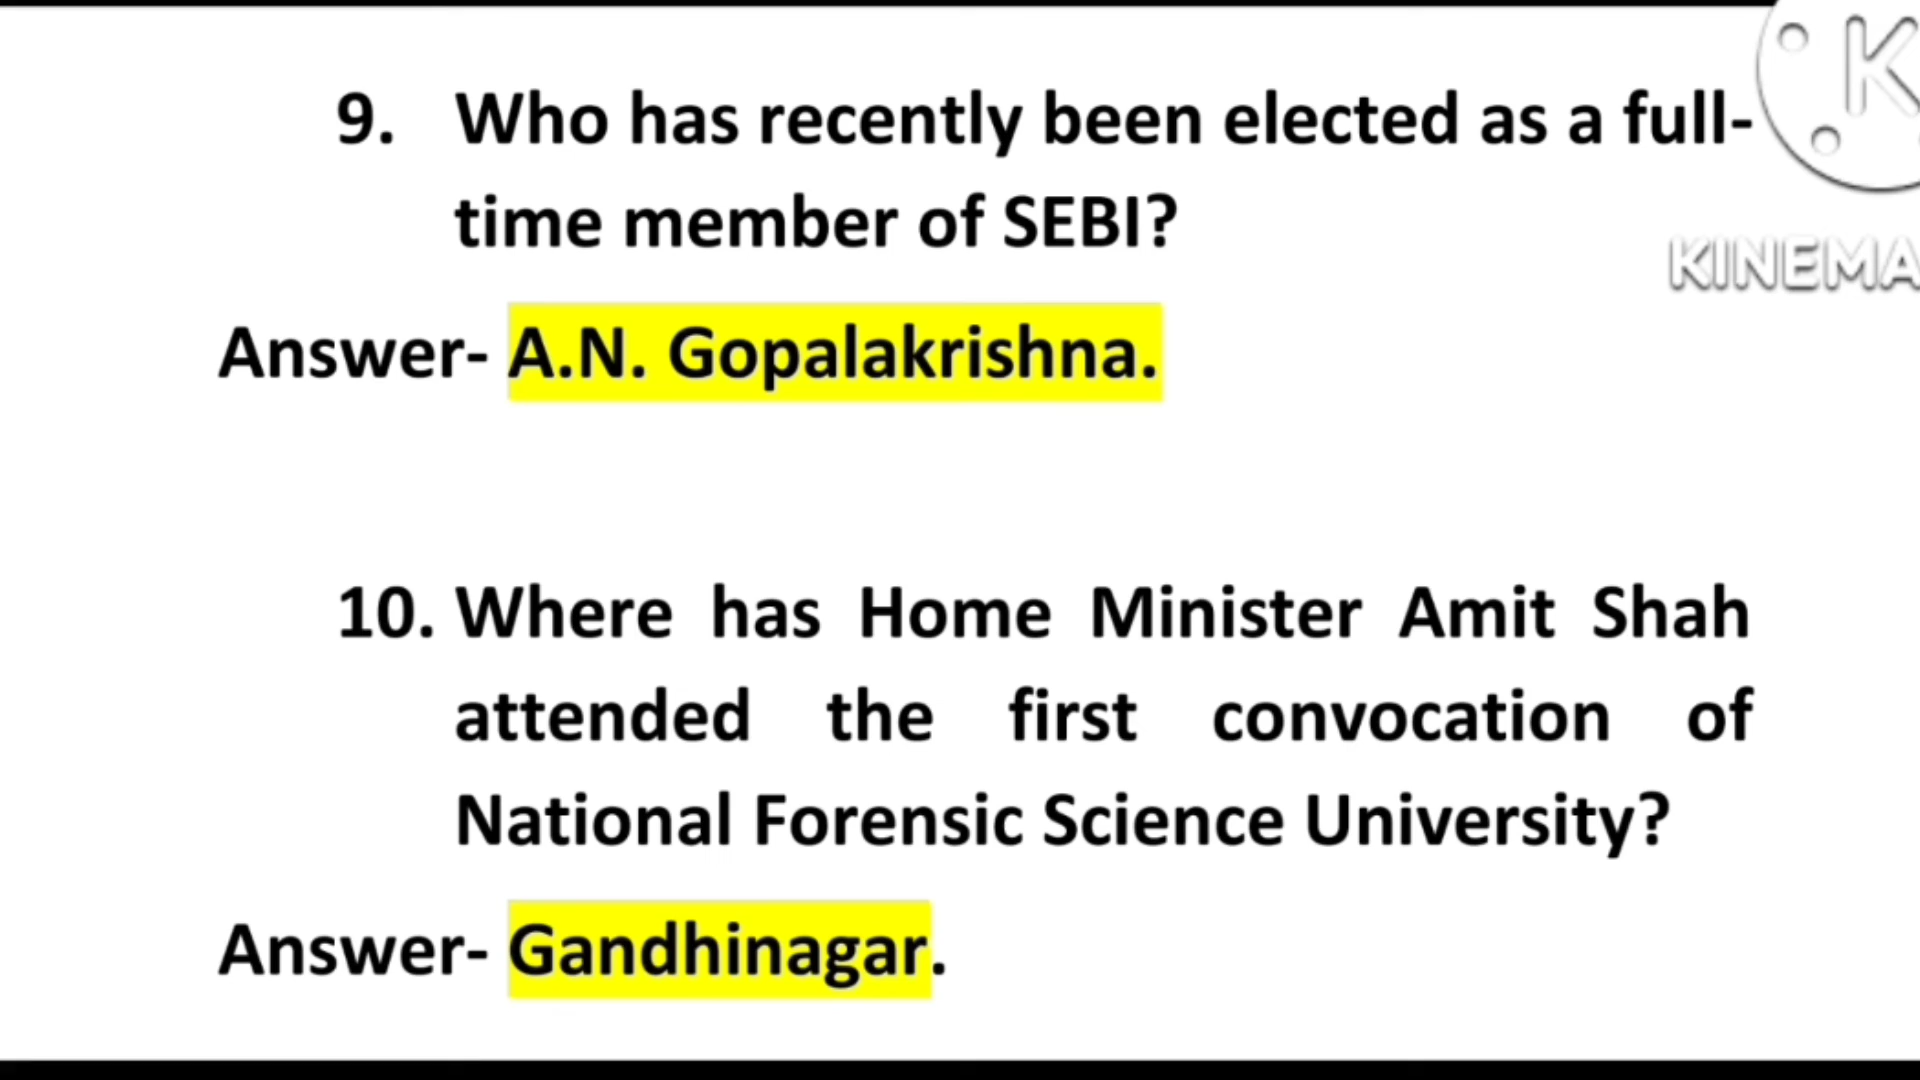 9. Who has recently been elected as a full-
time member of SEBI?
Answer- A.N. Gopalakrishna.
10. Where has Home Minister Amit Shah
attended the first convocation of
National Forensic Science University?
Answer- Gandhinagar.
K
KINEMA